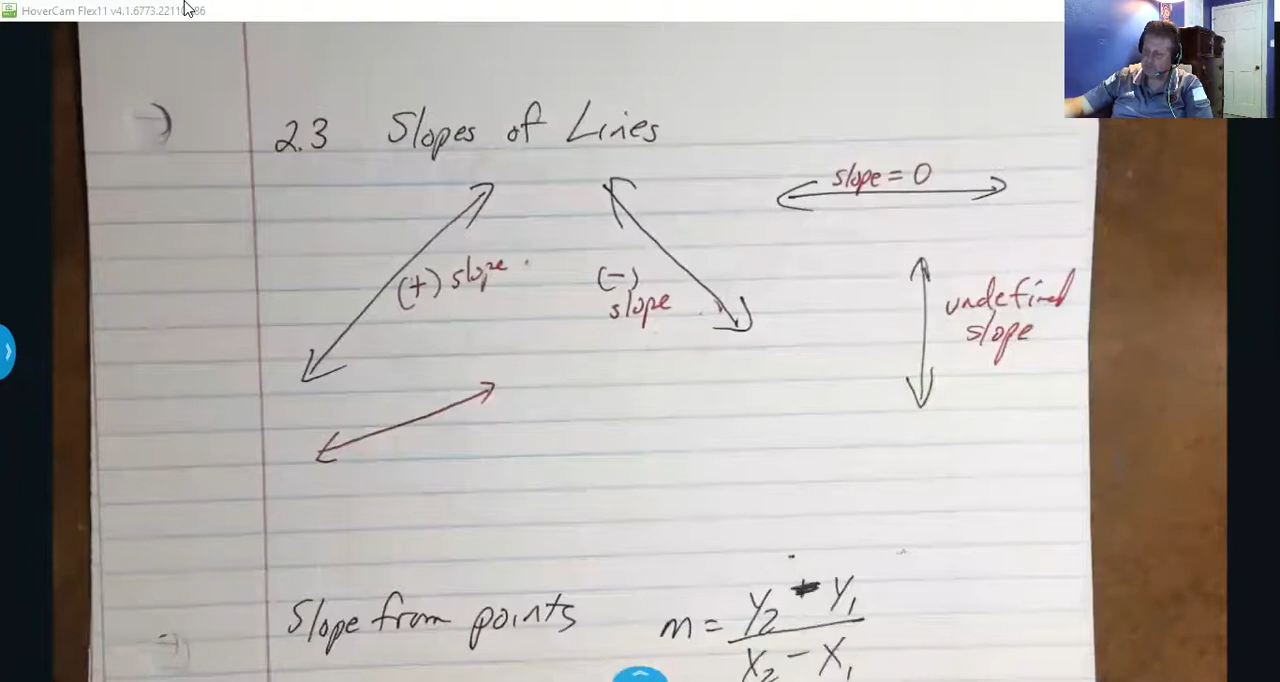 HoverCam Flex11 v4.1.6773.2211
86
2.3 Slopes of Lines
slope = 0
(+) slope
(-)
slope
undefined
slope
Slope from points m = y₂ - y₁
x₂ - x₁